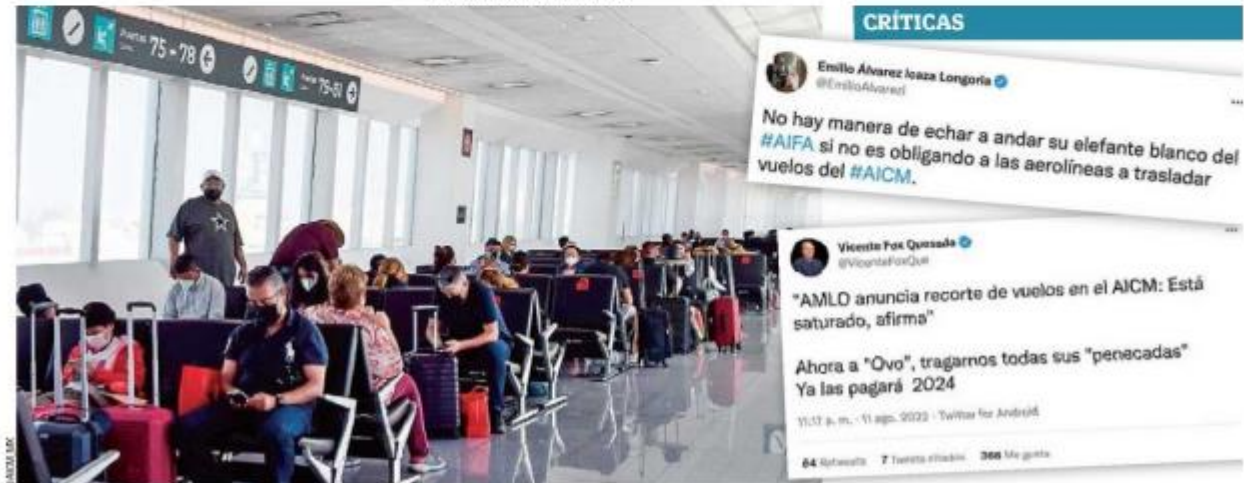 CRÍTICAS
Puertas 75 - 78
75-81
Emilio Álvarez Icaza Longoria
@EmilioAlvarezI
No hay manera de echar a andar su elefante blanco del
#AIFA si no es obligando a las aerolíneas a trasladar
vuelos del #AICM.
Vicente Fox Quesada
@VicenteFoxQue
"AMLO anuncia recorte de vuelos en el AICM: Está
saturado, afirma"
Ahora a "Ovo", tragarnos todas sus "penecadas"
Ya las pagará 2024
11:17 p. m. · 11 ago. 2022 · Twitter for Android
64 Retweets 7 Tweets citados 366 Me gusta